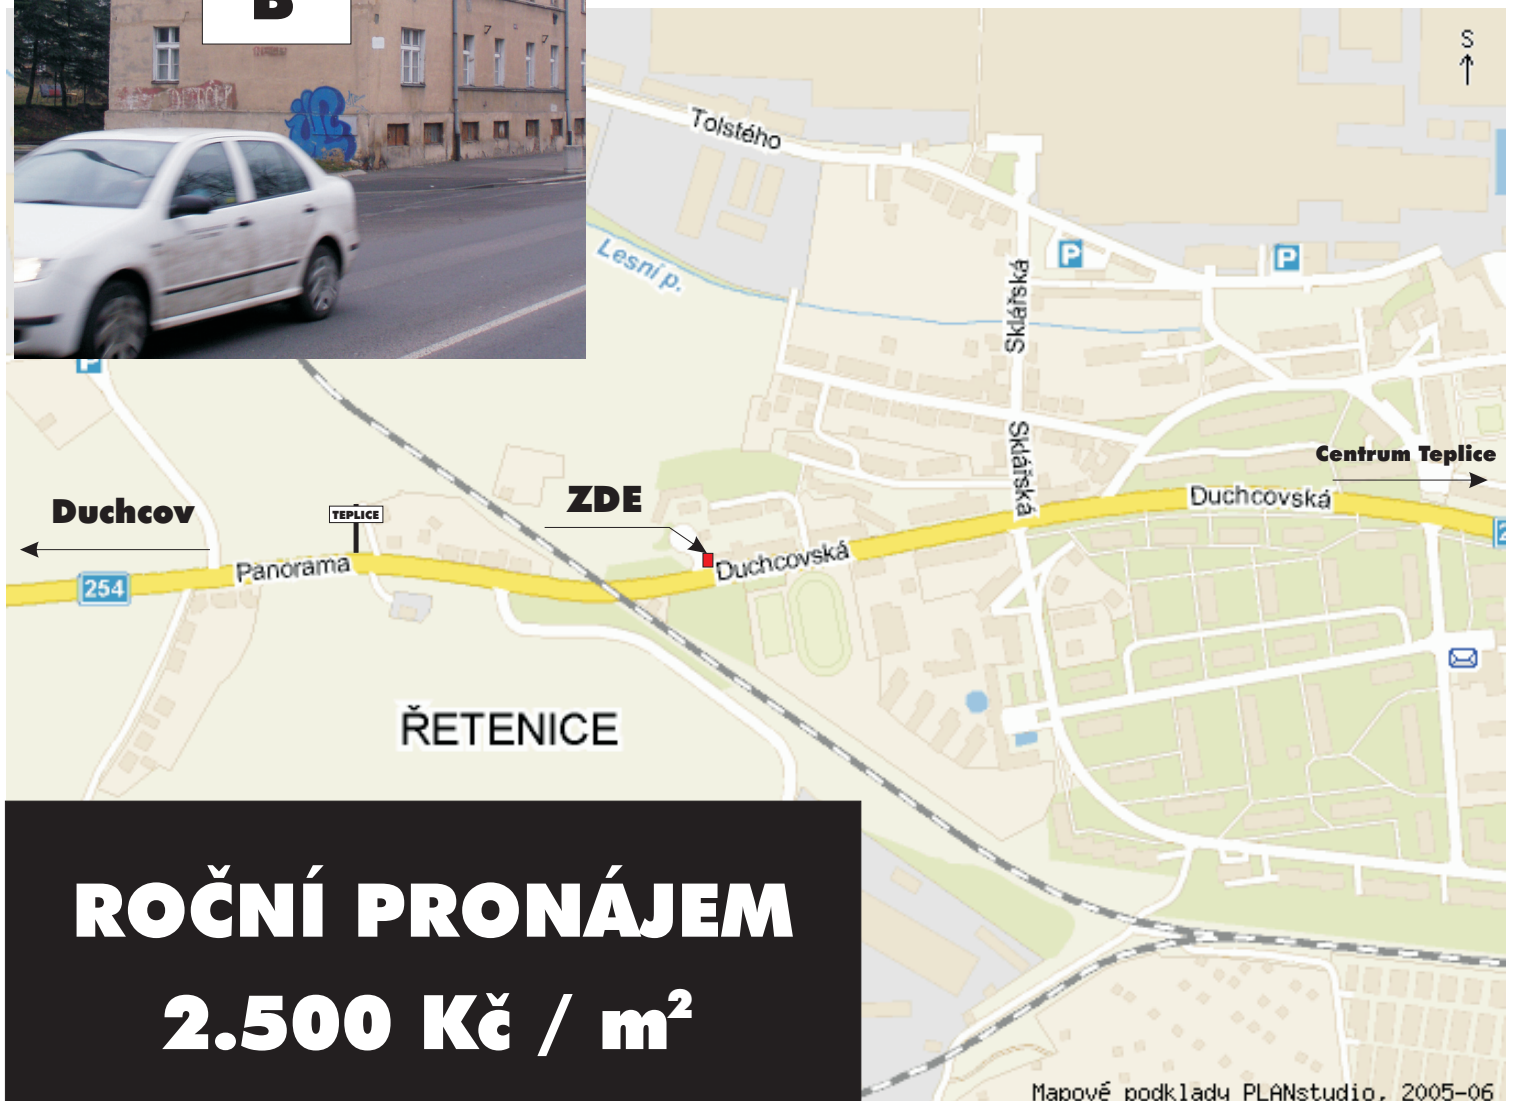 B
S
Tolstého
Lesní p.
P
P
Sklářská
P
Sklářská
Centrum Teplice
Duchcovská
ZDE
Duchcov
TEPLICE
Duchcovská
Panorama
254
ŘETENICE
ROČNÍ PRONÁJEM
2.500 Kč / m²
Mapové podklady PLANstudio, 2005-06